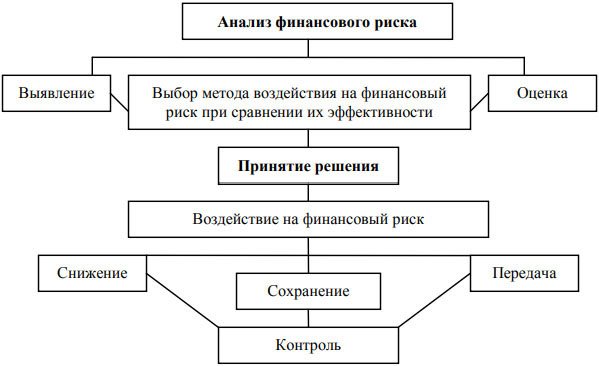 Анализ финансового риска
Выявление
Выбор метода воздействия на финансовый
риск при сравнении их эффективности
Оценка
Принятие решения
Воздействие на финансовый риск
Снижение
Сохранение
Передача
Контроль